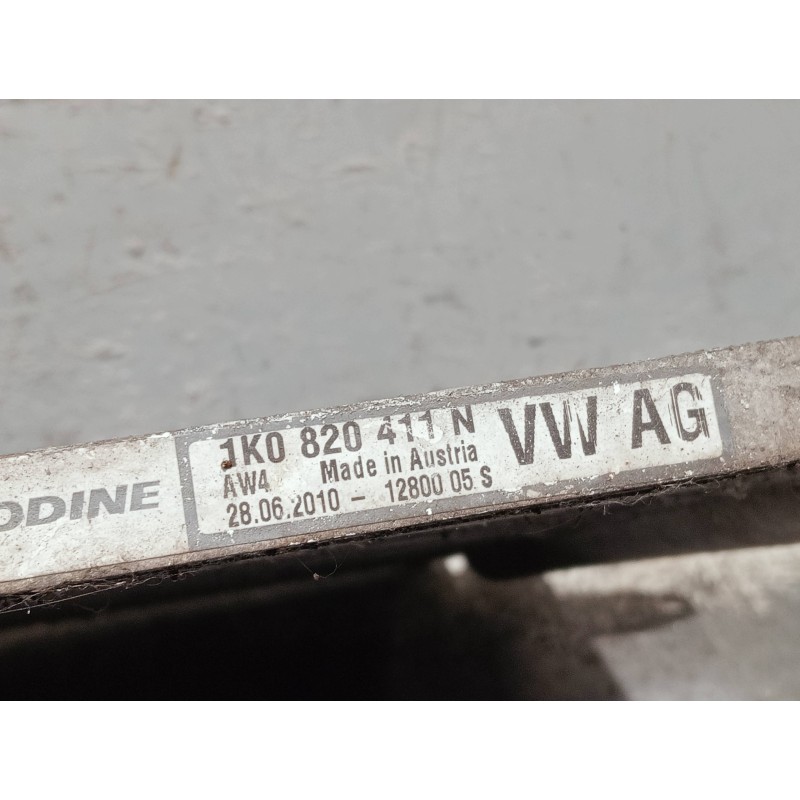 ODINE
1K0 820 411 N VW AG
AW4 Made in Austria
28.06.2010 - 12800 05 S